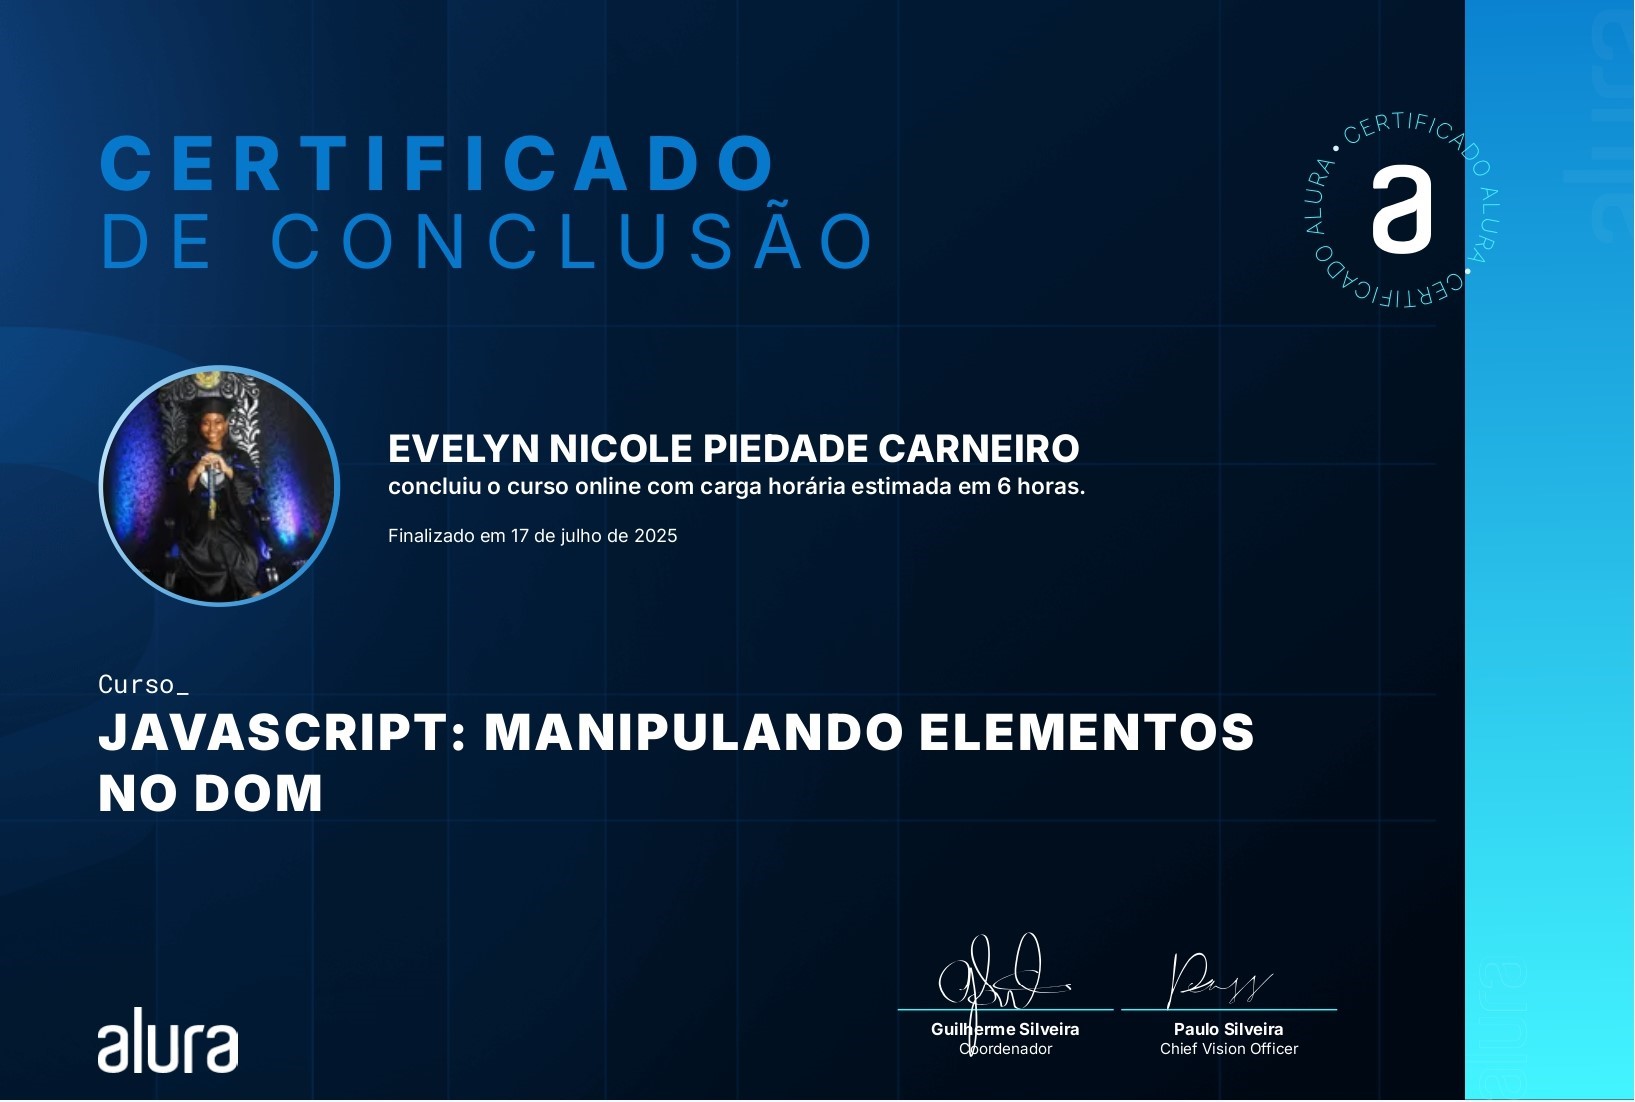 CERTIFICADO
DE CONCLUSÃO
CERTIFICADO ALURA • CERTIFICADO ALURA •
a
alura
EVELYN NICOLE PIEDADE CARNEIRO
concluiu o curso online com carga horária estimada em 6 horas.
Finalizado em 17 de julho de 2025
Curso_
JAVASCRIPT: MANIPULANDO ELEMENTOS
NO DOM
alura
Guilherme Silveira
Coordenador
Paulo Silveira
Chief Vision Officer
alura